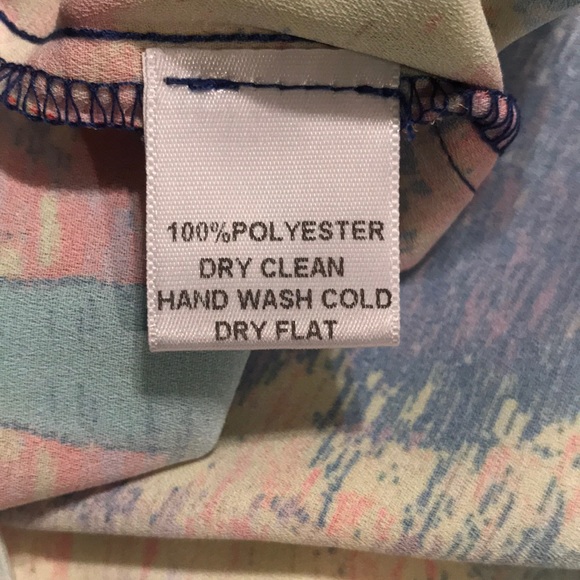 100%POLYESTER
DRY CLEAN
HAND WASH COLD
DRY FLAT